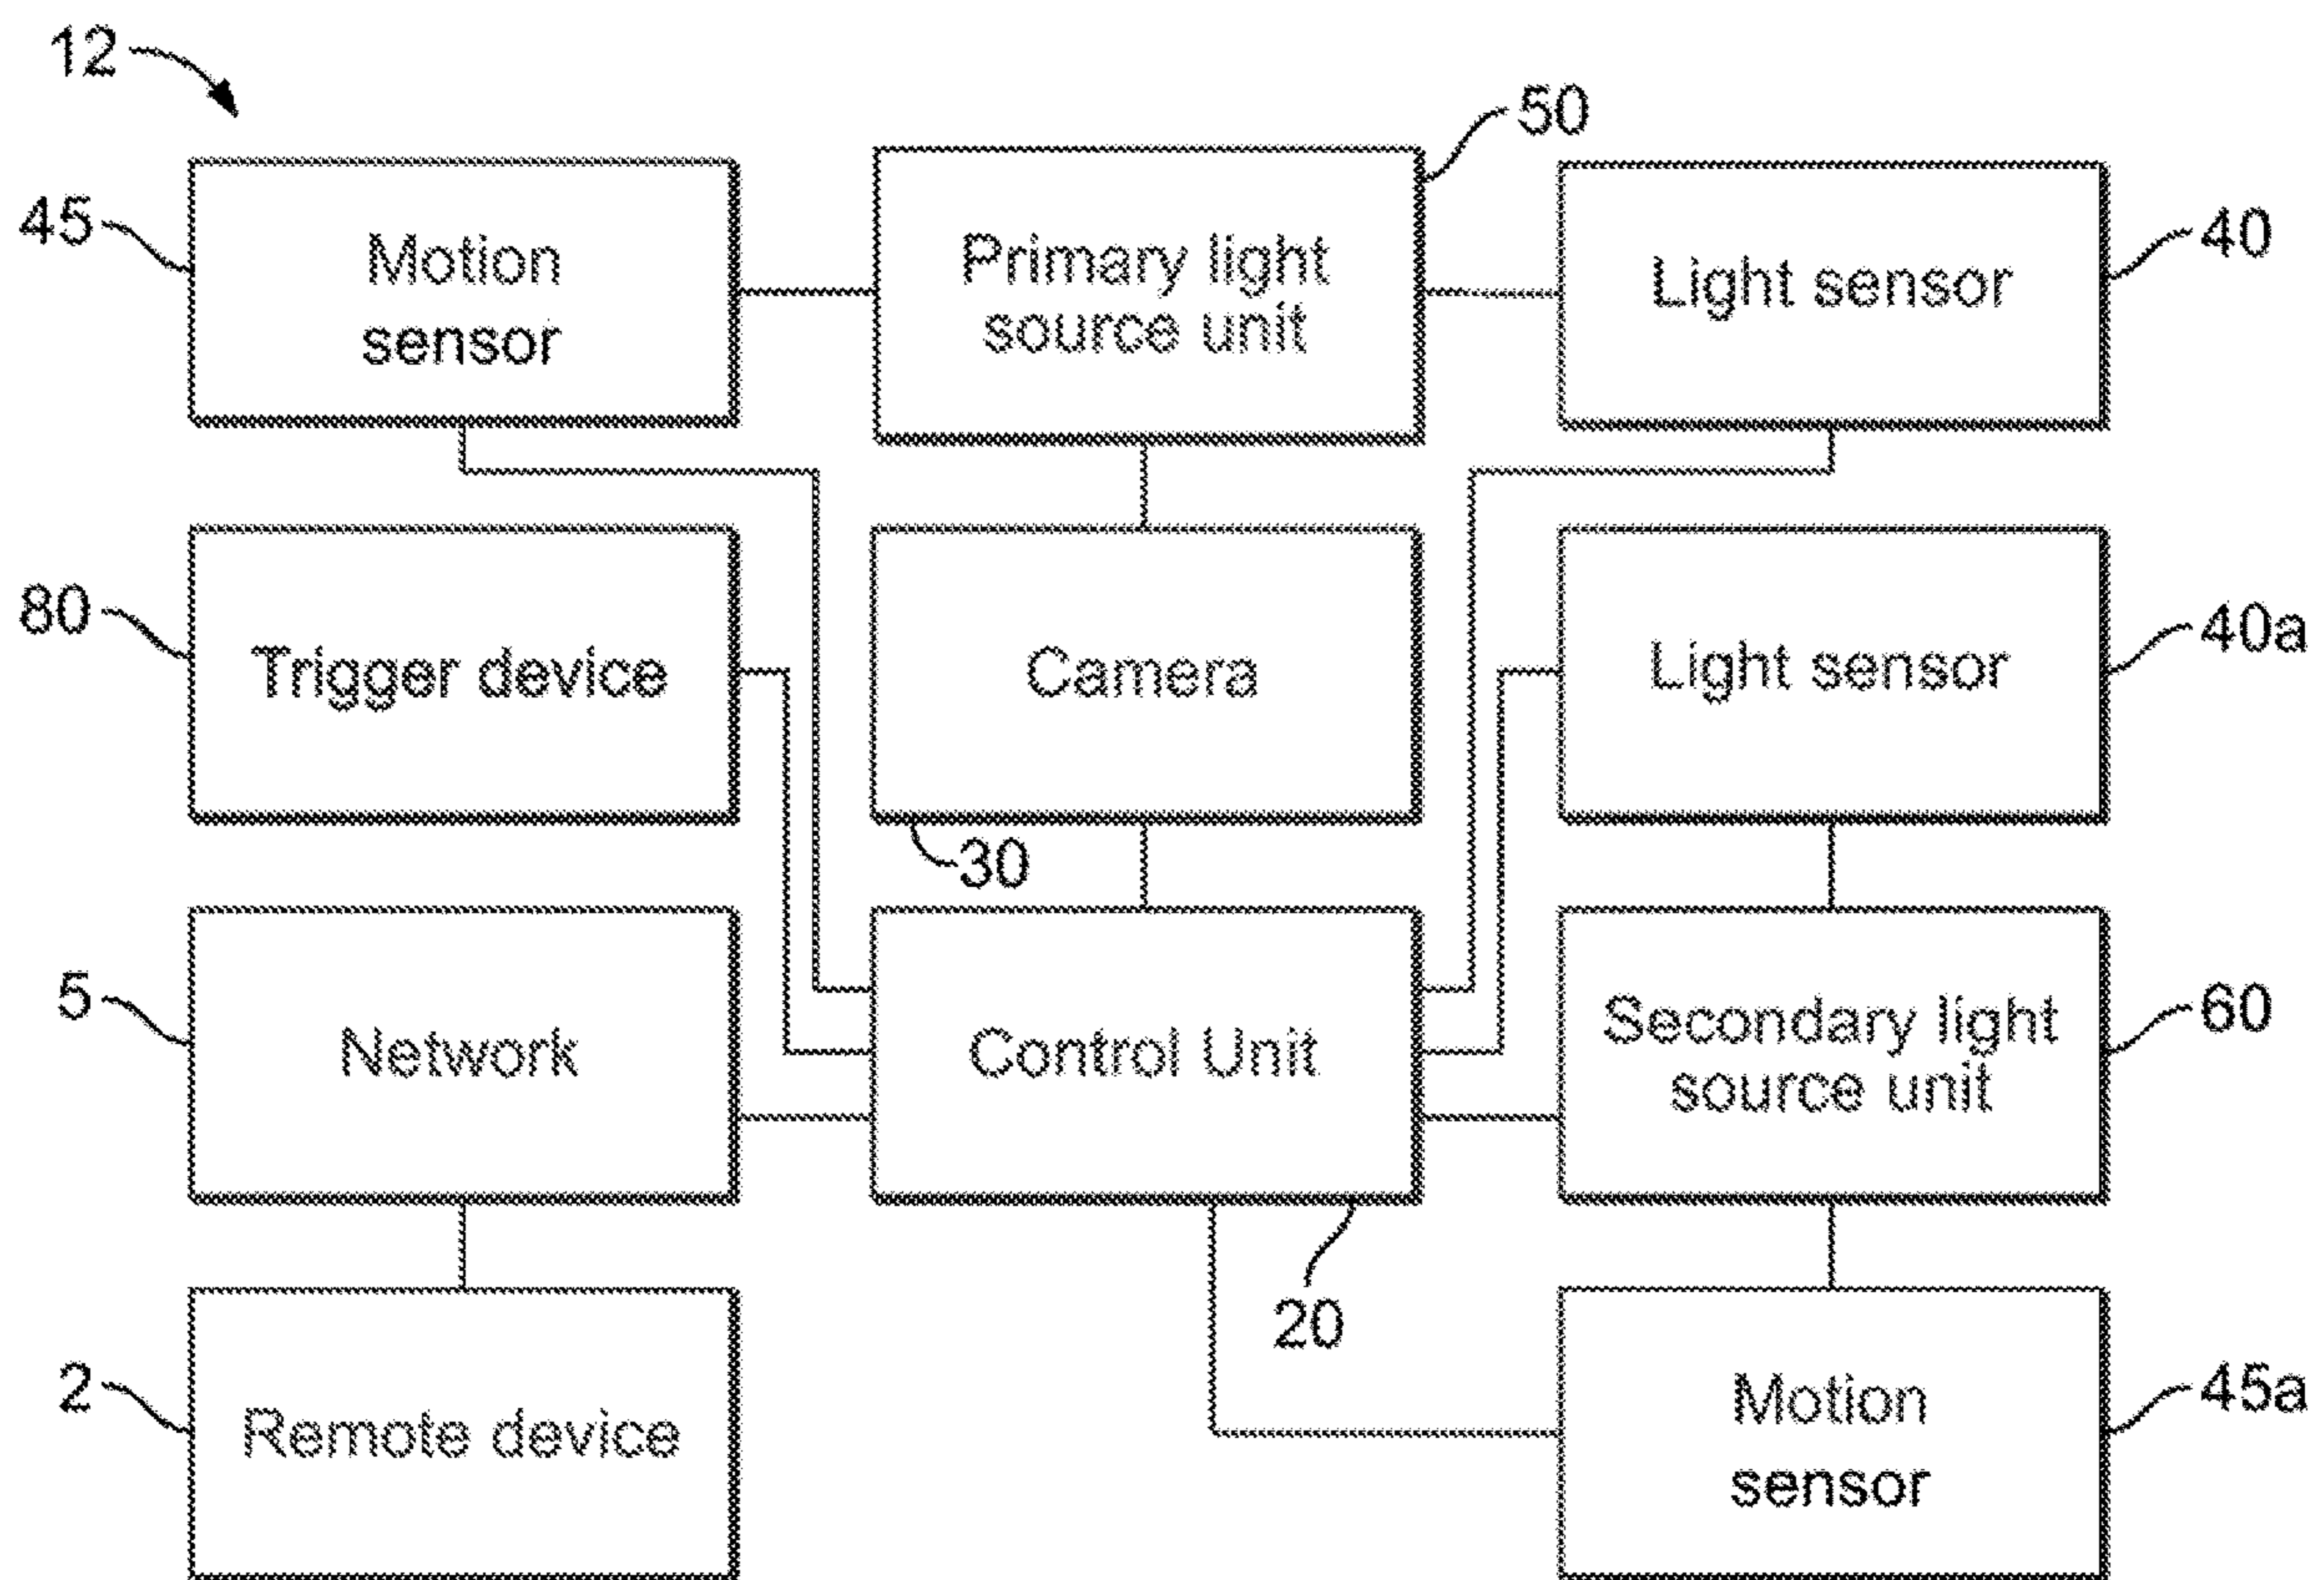 12
50
45
Motion
sensor
Primary light
source unit
Light sensor
40
80
Trigger device
Camera
Light sensor
40a
30
5
Network
Control Unit
Secondary light
source unit
60
20
2
Remote device
Motion
sensor
45a